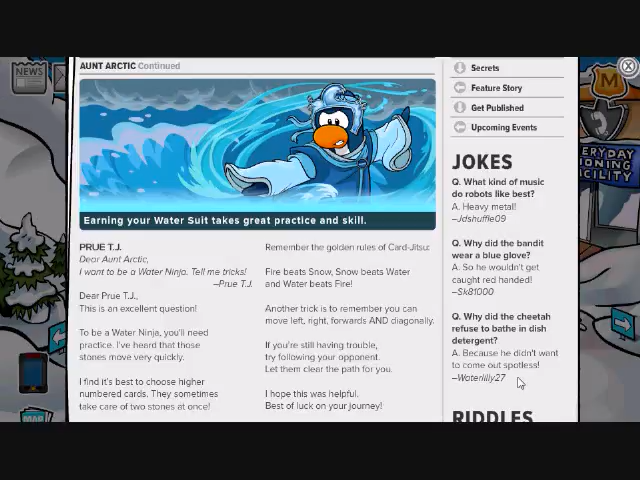 NEWS
AUNT ARCTIC Continued
Earning your Water Suit takes great practice and skill.
PRUE T.J.
Dear Aunt Arctic,
I want to be a Water Ninja. Tell me tricks!
–Prue T.J.
Dear Prue T.J.,
This is an excellent question!
To be a Water Ninja, you'll need
practice. I've heard that those
stones move very quickly.
I find it's best to choose higher
numbered cards. They sometimes
take care of two stones at once!
Remember the golden rules of Card-Jitsu:
Fire beats Snow, Snow beats Water
and Water beats Fire!
Another trick is to remember you can
move left, right, forwards AND diagonally.
If you're still having trouble,
try following your opponent.
Let them clear the path for you.
I hope this was helpful.
Best of luck on your journey!
Secrets
Feature Story
Get Published
Upcoming Events
JOKES
Q. What kind of music
do robots like best?
A. Heavy metal!
–Jdshuffle09
Q. Why did the bandit
wear a blue glove?
A. So he wouldn't get
caught red handed!
–Sk81000
Q. Why did the cheetah
refuse to bathe in dish
detergent?
A. Because he didn't want
to come out spotless!
–Waterlilly27
RIDDLES
M
EVERYDAY
MAP